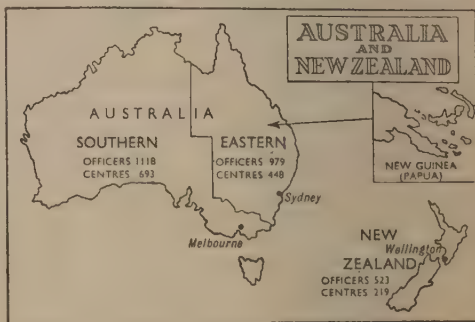 AUSTRALIA
AND
NEW ZEALAND
AUSTRALIA
SOUTHERN
OFFICERS 1118
CENTRES 693
EASTERN
OFFICERS 979
CENTRES 448
Sydney
Melbourne
NEW GUINEA
(PAPUA)
NEW
Wellington
ZEALAND
OFFICERS 523
CENTRES 219